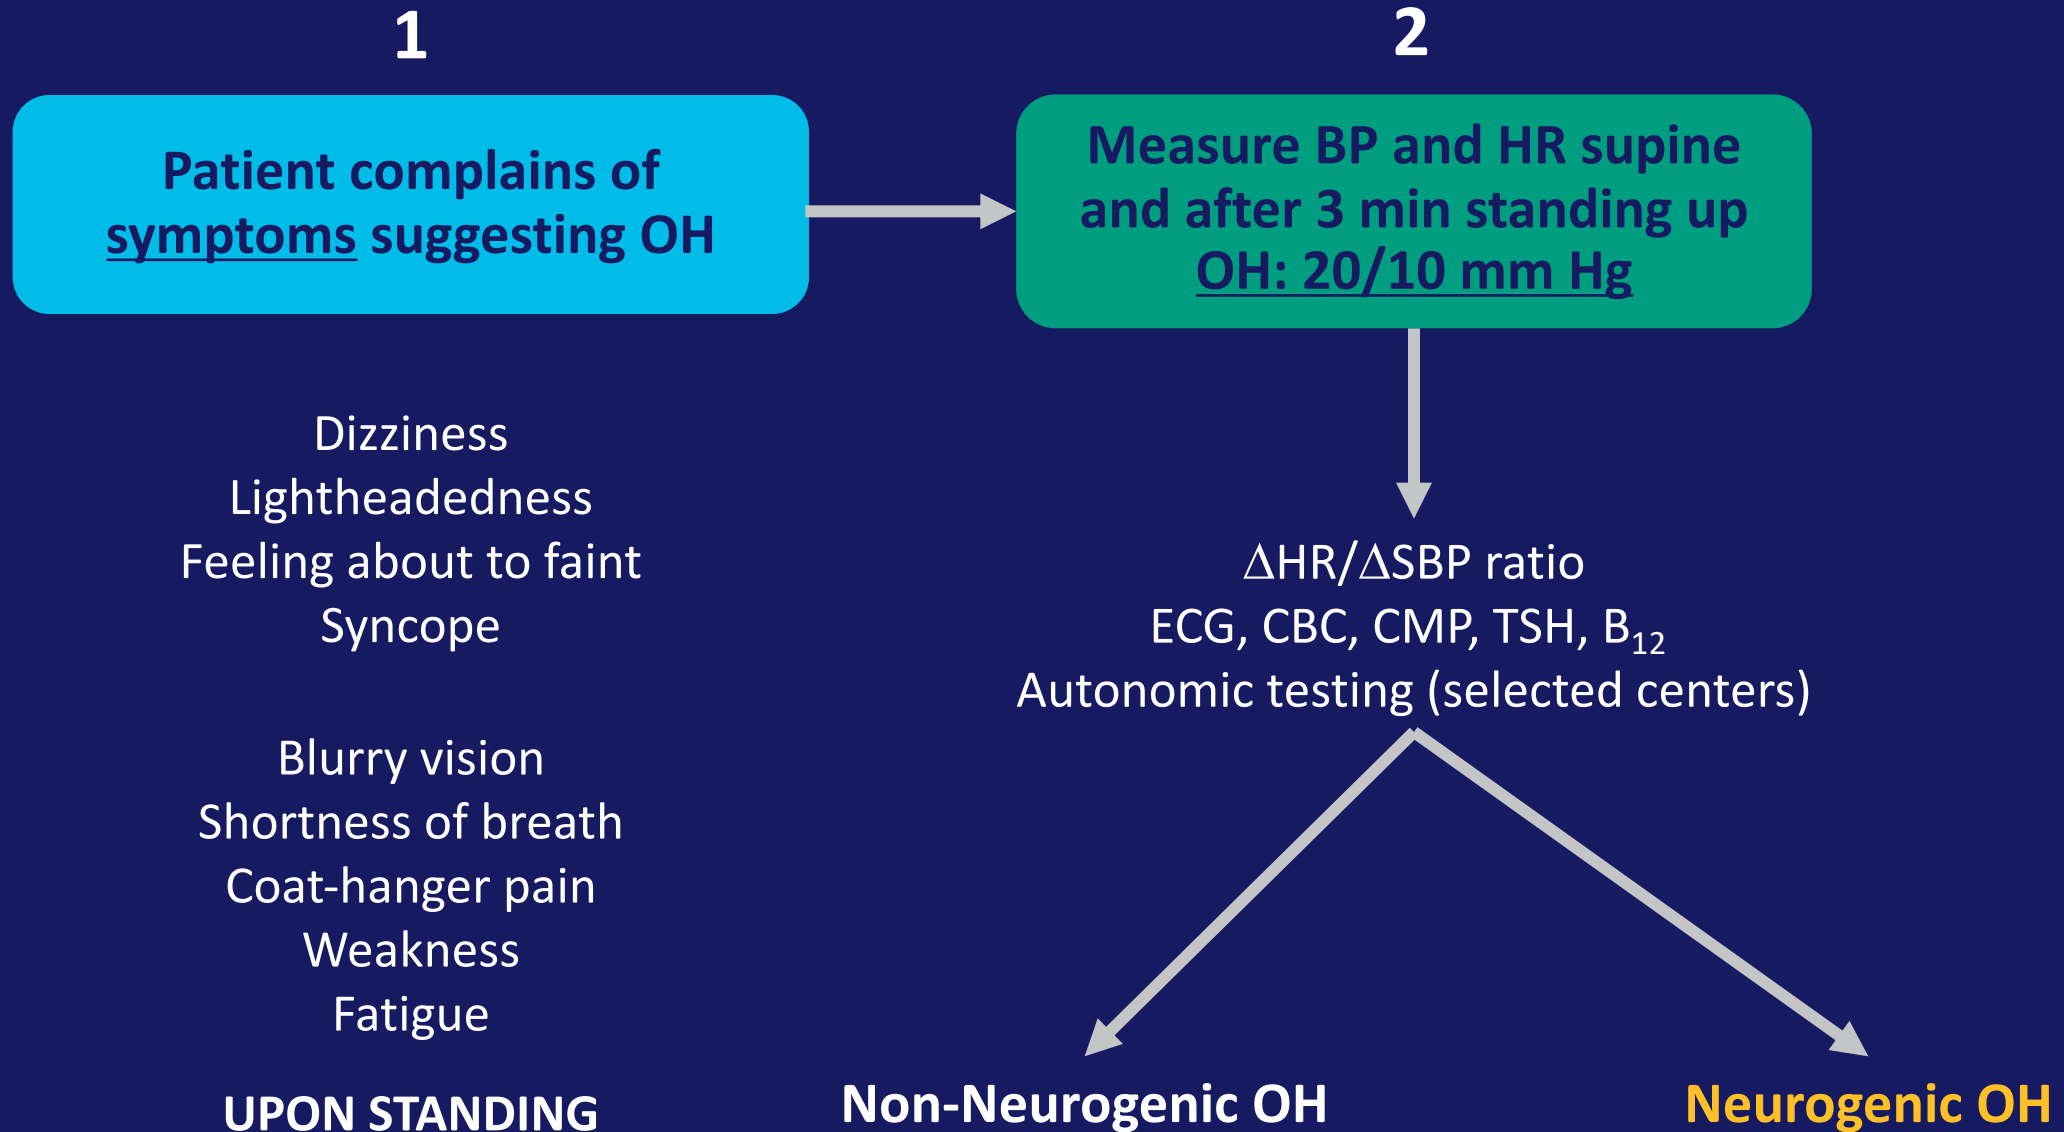 1
Patient complains of
symptoms suggesting OH
Dizziness
Lightheadedness
Feeling about to faint
Syncope
Blurry vision
Shortness of breath
Coat-hanger pain
Weakness
Fatigue
UPON STANDING
2
Measure BP and HR supine
and after 3 min standing up
OH: 20/10 mm Hg
ΔHR/ΔSBP ratio
ECG, CBC, CMP, TSH, B₁₂
Autonomic testing (selected centers)
Non-Neurogenic OH
Neurogenic OH